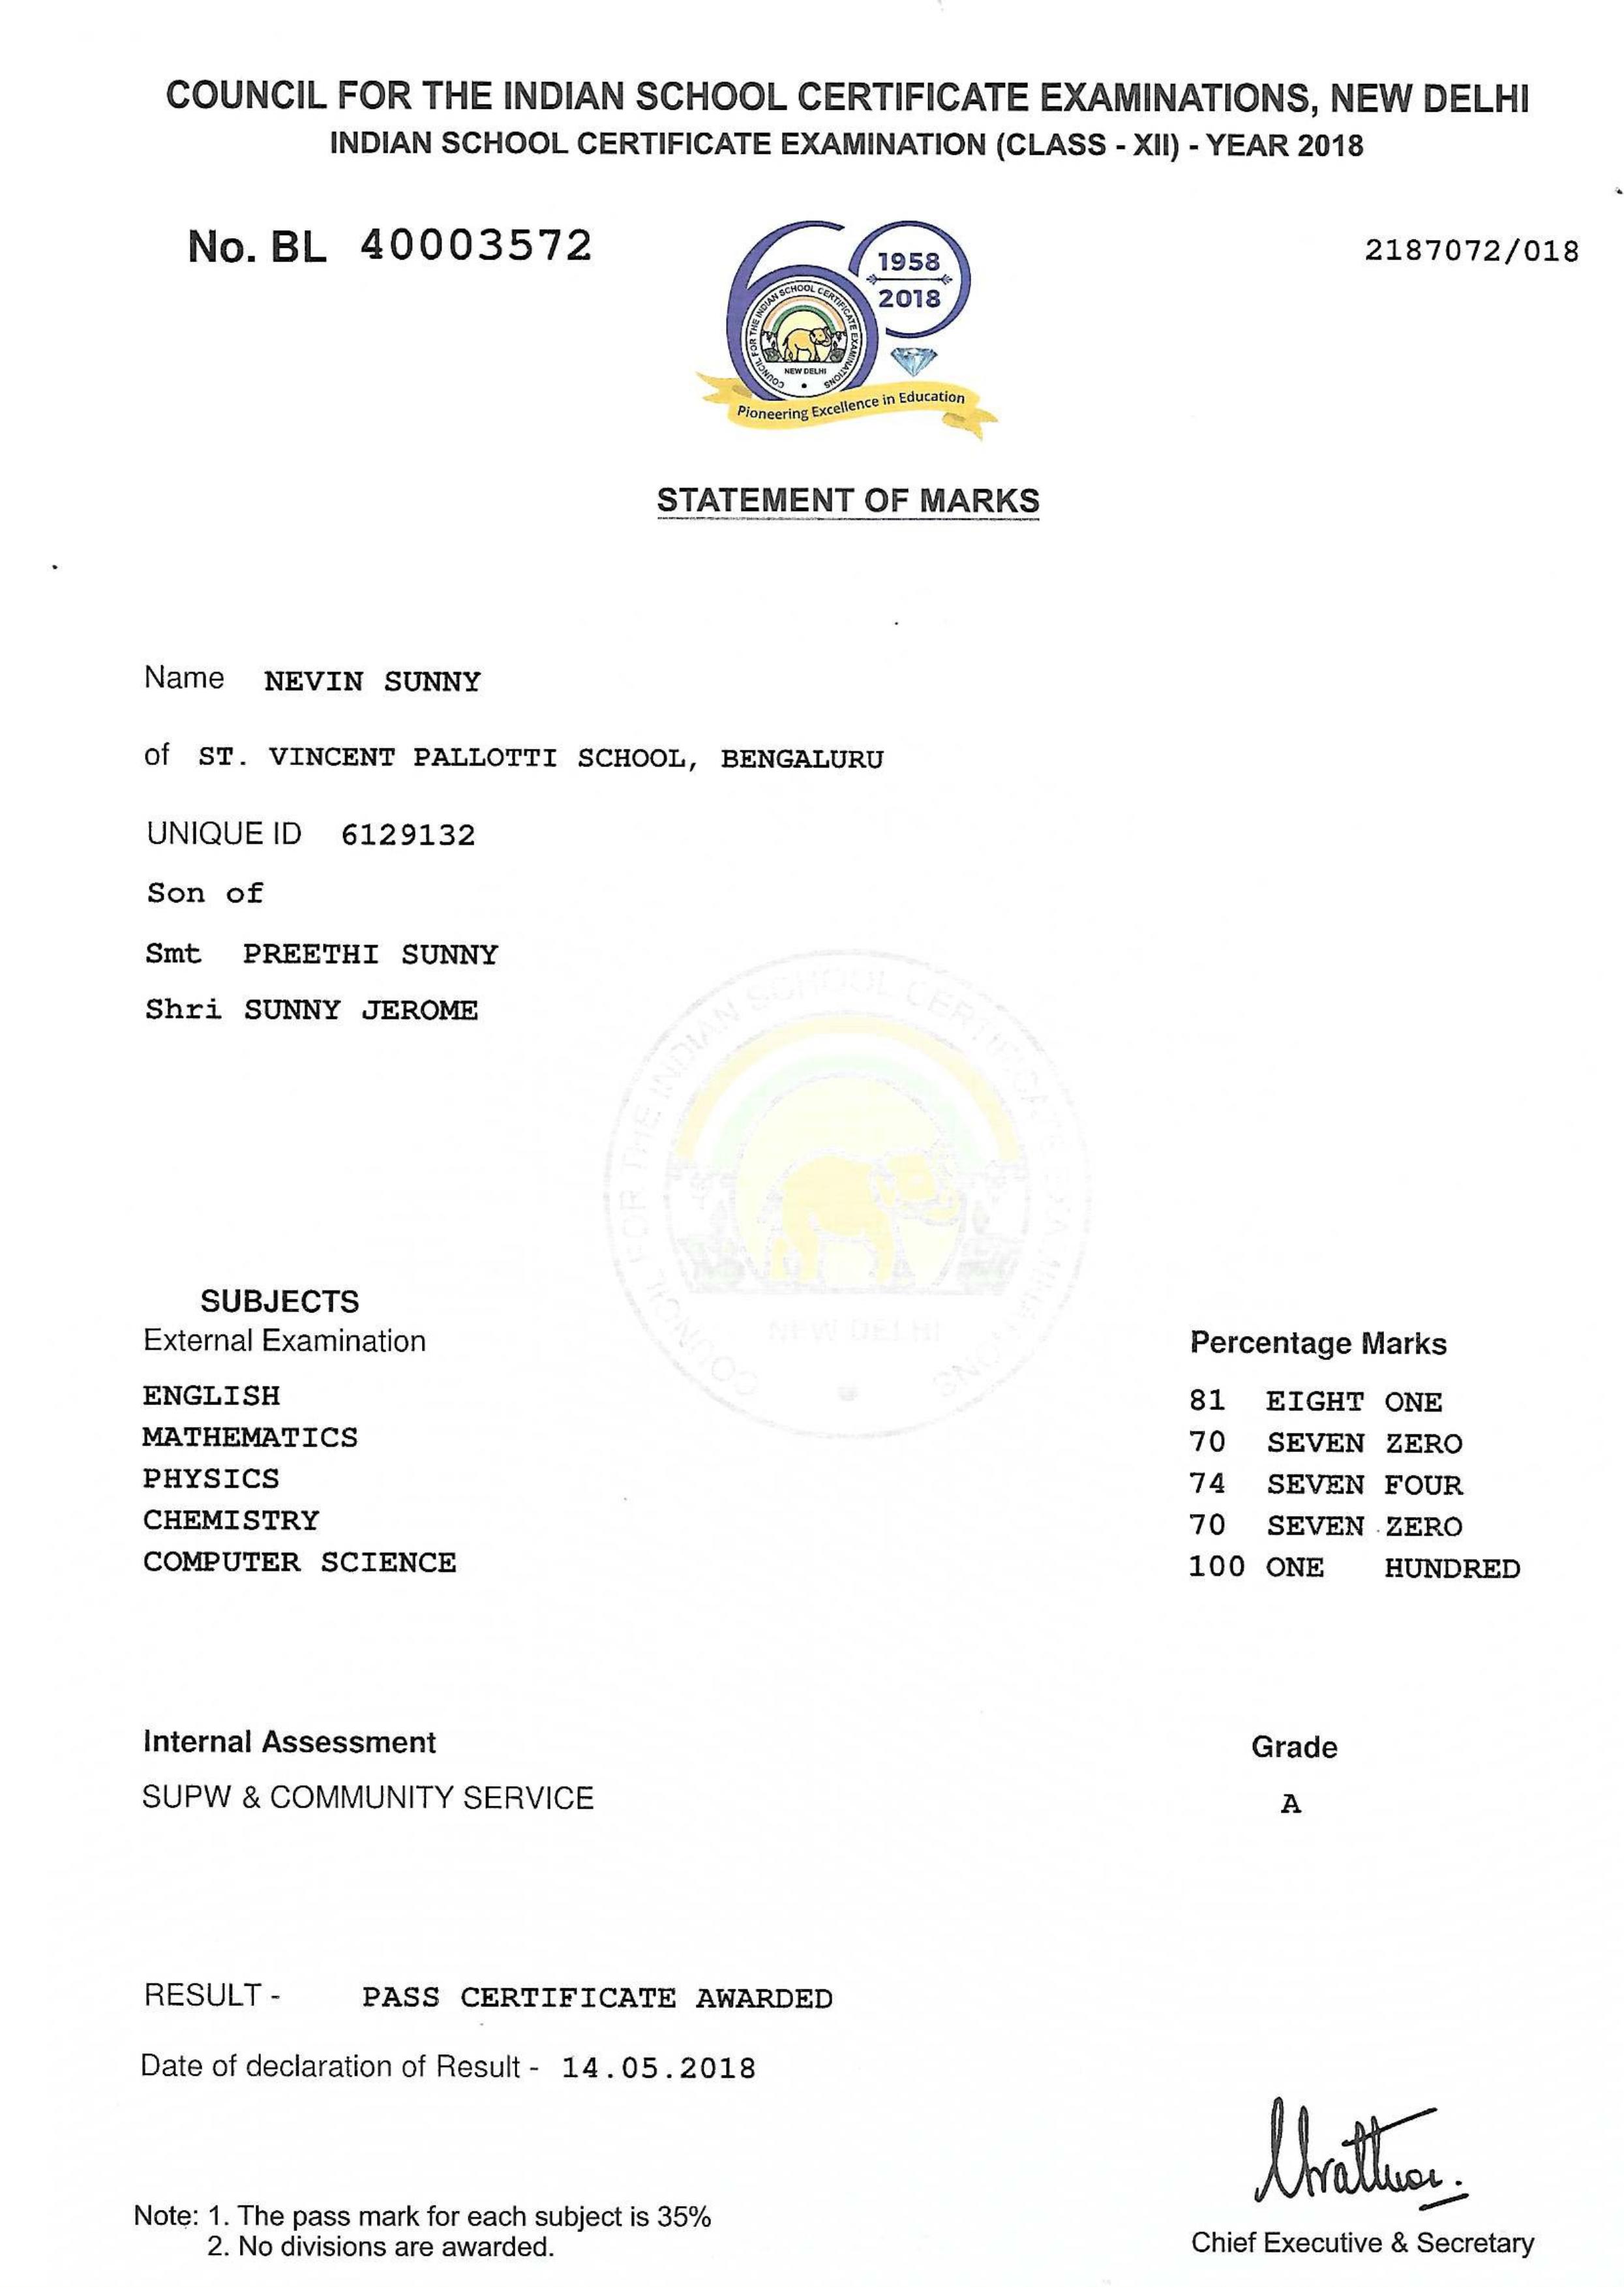 COUNCIL FOR THE INDIAN SCHOOL CERTIFICATE EXAMINATIONS, NEW DELHI
INDIAN SCHOOL CERTIFICATE EXAMINATION (CLASS - XII) - YEAR 2018
No. BL 40003572
2187072/018
1958
2018
COUNCIL FOR THE INDIAN SCHOOL CERTIFICATE EXAMINATIONS
NEW DELHI
Pioneering Excellence in Education
STATEMENT OF MARKS
Name NEVIN SUNNY
of ST. VINCENT PALLOTTI SCHOOL, BENGALURU
UNIQUE ID 6129132
Son of
Smt PREETHI SUNNY
Shri SUNNY JEROME
COUNCIL FOR THE INDIAN SCHOOL CERTIFICATE EXAMINATIONS
NEW DELHI
SUBJECTS
External Examination Percentage Marks
ENGLISH 81 EIGHT ONE
MATHEMATICS 70 SEVEN ZERO
PHYSICS 74 SEVEN FOUR
CHEMISTRY 70 SEVEN ZERO
COMPUTER SCIENCE 100 ONE HUNDRED
Internal Assessment Grade
SUPW & COMMUNITY SERVICE A
RESULT - PASS CERTIFICATE AWARDED
Date of declaration of Result - 14.05.2018
Note: 1. The pass mark for each subject is 35%
2. No divisions are awarded.
Chief Executive & Secretary